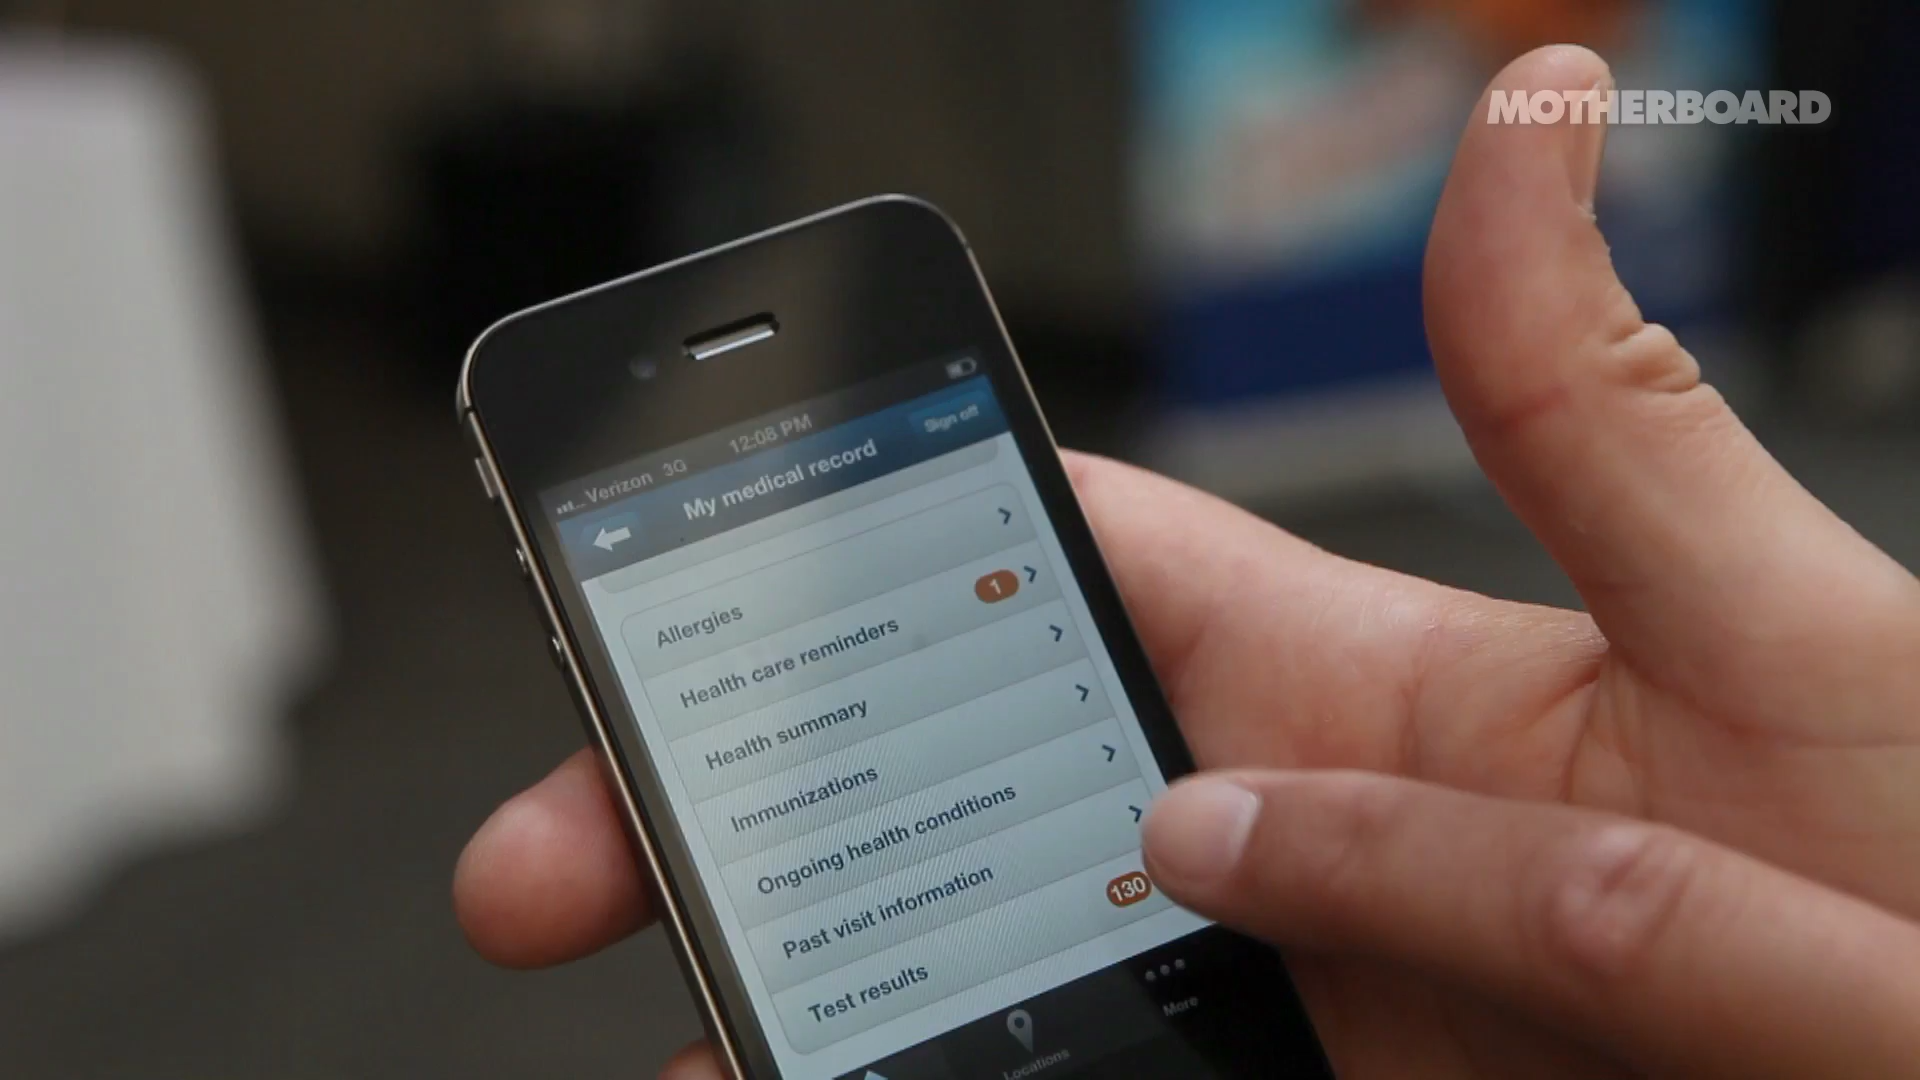 MOTHERBOARD
Verizon 3G 12:08 PM
My medical record
Sign off
Allergies
Health care reminders 1
Health summary
Immunizations
Ongoing health conditions
Past visit information
Test results 130
Locations
More